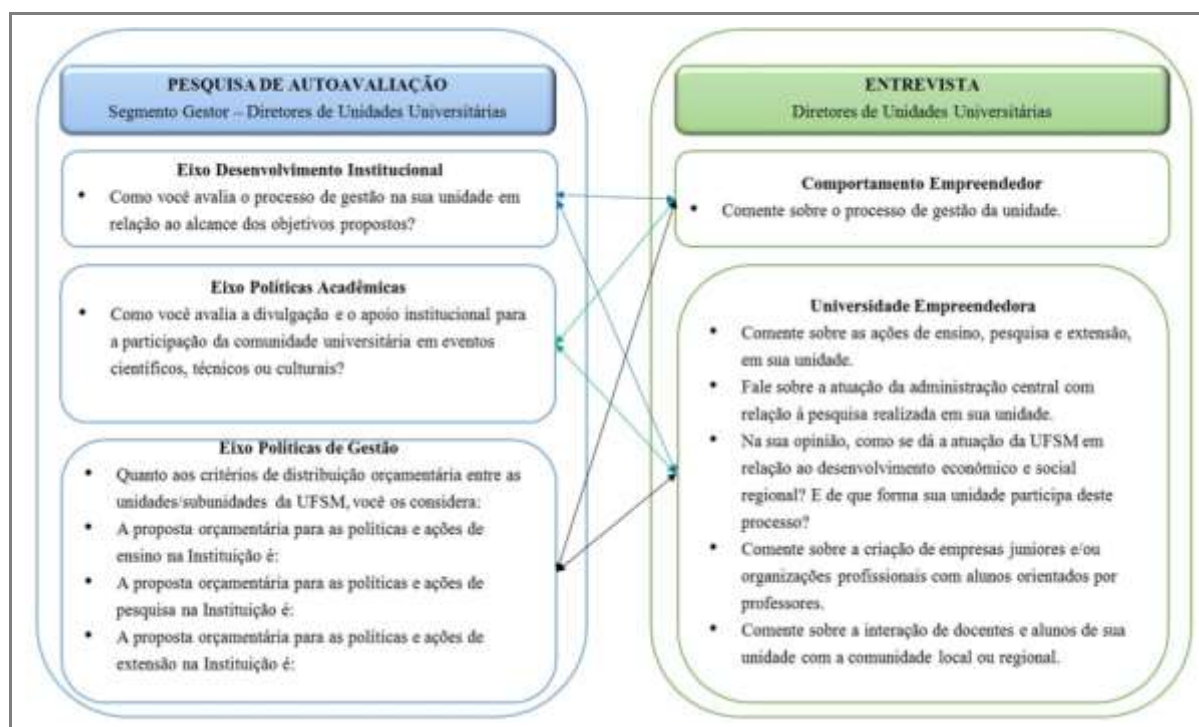 PESQUISA DE AUTOAVALIAÇÃO
Segmento Gestor – Diretores de Unidades Universitárias
Eixo Desenvolvimento Institucional
• Como você avalia o processo de gestão na sua unidade em
relação ao alcance dos objetivos propostos?
Eixo Políticas Acadêmicas
• Como você avalia a divulgação e o apoio institucional para
a participação da comunidade universitária em eventos
científicos, técnicos ou culturais?
Eixo Políticas de Gestão
• Quanto aos critérios de distribuição orçamentária entre as
unidades/subunidades da UFSM, você os considera:
• A proposta orçamentária para as políticas e ações de
ensino na Instituição é:
• A proposta orçamentária para as políticas e ações de
pesquisa na Instituição é:
• A proposta orçamentária para as políticas e ações de
extensão na Instituição é:
ENTREVISTA
Diretores de Unidades Universitárias
Comportamento Empreendedor
• Comente sobre o processo de gestão da unidade.
Universidade Empreendedora
• Comente sobre as ações de ensino, pesquisa e extensão,
em sua unidade.
• Fale sobre a atuação da administração central com
relação à pesquisa realizada em sua unidade.
• Na sua opinião, como se dá a atuação da UFSM em
relação ao desenvolvimento econômico e social
regional? E de que forma sua unidade participa deste
processo?
• Comente sobre a criação de empresas juniores e/ou
organizações profissionais com alunos orientados por
professores.
• Comente sobre a interação de docentes e alunos de sua
unidade com a comunidade local ou regional.